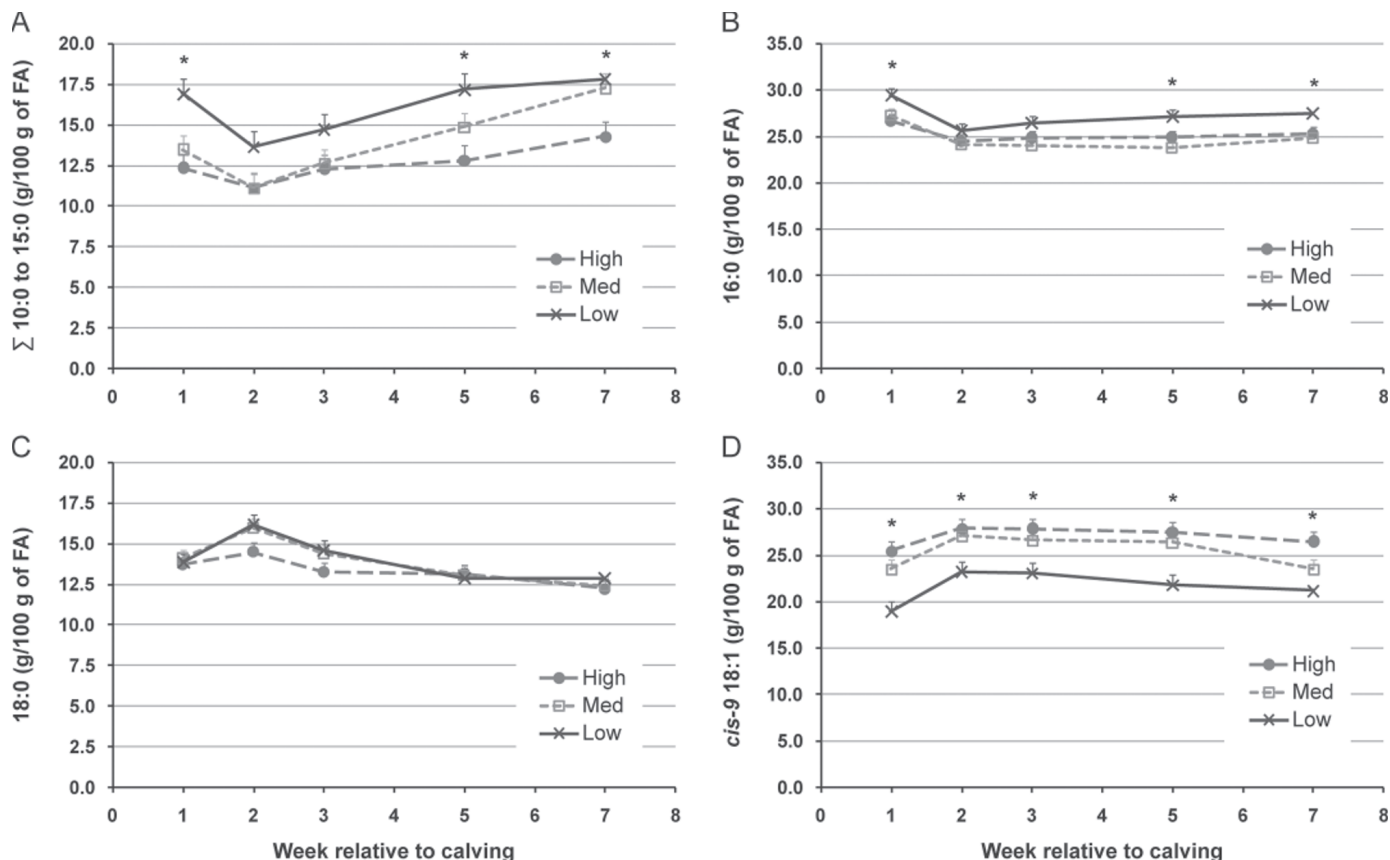 A
∑ 10:0 to 15:0 (g/100 g of FA)
20.0
17.5
15.0
12.5
10.0
7.5
5.0
2.5
0.0
* * *
High
Med
Low
0 1 2 3 4 5 6 7 8
B
16:0 (g/100 g of FA)
35.0
30.0
25.0
20.0
15.0
10.0
5.0
0.0
* * *
High
Med
Low
0 1 2 3 4 5 6 7 8
C
18:0 (g/100 g of FA)
20.0
17.5
15.0
12.5
10.0
7.5
5.0
2.5
0.0
High
Med
Low
0 1 2 3 4 5 6 7 8
Week relative to calving
D
cis-9 18:1 (g/100 g of FA)
35.0
30.0
25.0
20.0
15.0
10.0
5.0
0.0
* * * * *
High
Med
Low
0 1 2 3 4 5 6 7 8
Week relative to calving